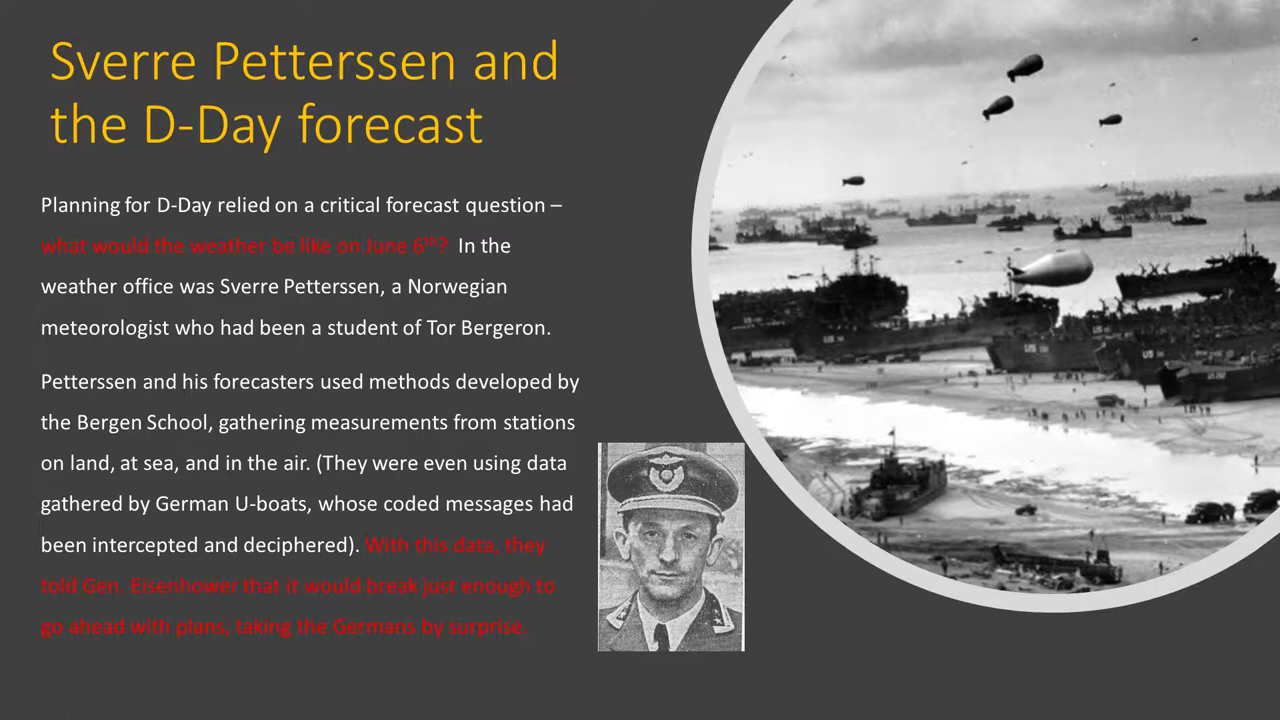 Sverre Petterssen and
the D-Day forecast
Planning for D-Day relied on a critical forecast question –
what would the weather be like on June 6th? In the
weather office was Sverre Petterssen, a Norwegian
meteorologist who had been a student of Tor Bergeron.
Petterssen and his forecasters used methods developed by
the Bergen School, gathering measurements from stations
on land, at sea, and in the air. (They were even using data
gathered by German U-boats, whose coded messages had
been intercepted and deciphered). With this data, they
told Gen. Eisenhower that it would break just enough to
go ahead with plans, taking the Germans by surprise.